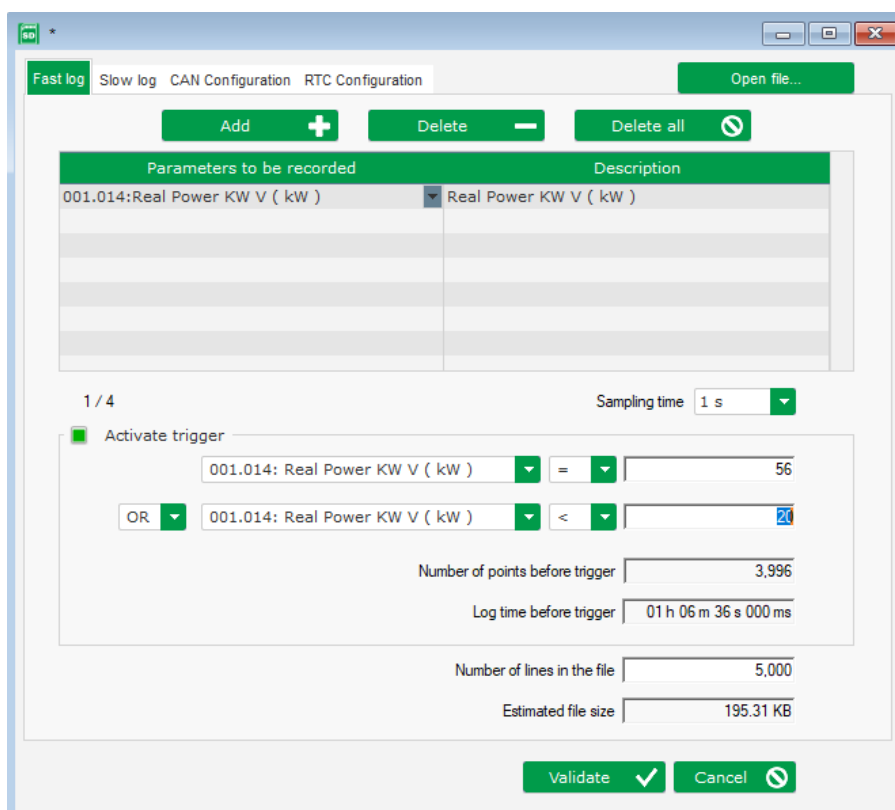 SD *
Fast log Slow log CAN Configuration RTC Configuration Open file...
Add Delete Delete all
Parameters to be recorded Description
001.014:Real Power KW V ( kW ) Real Power KW V ( kW )
1 / 4 Sampling time 1 s
Activate trigger
001.014: Real Power KW V ( kW ) = 56
OR 001.014: Real Power KW V ( kW ) < 20
Number of points before trigger 3,996
Log time before trigger 01 h 06 m 36 s 000 ms
Number of lines in the file 5,000
Estimated file size 195.31 KB
Validate Cancel